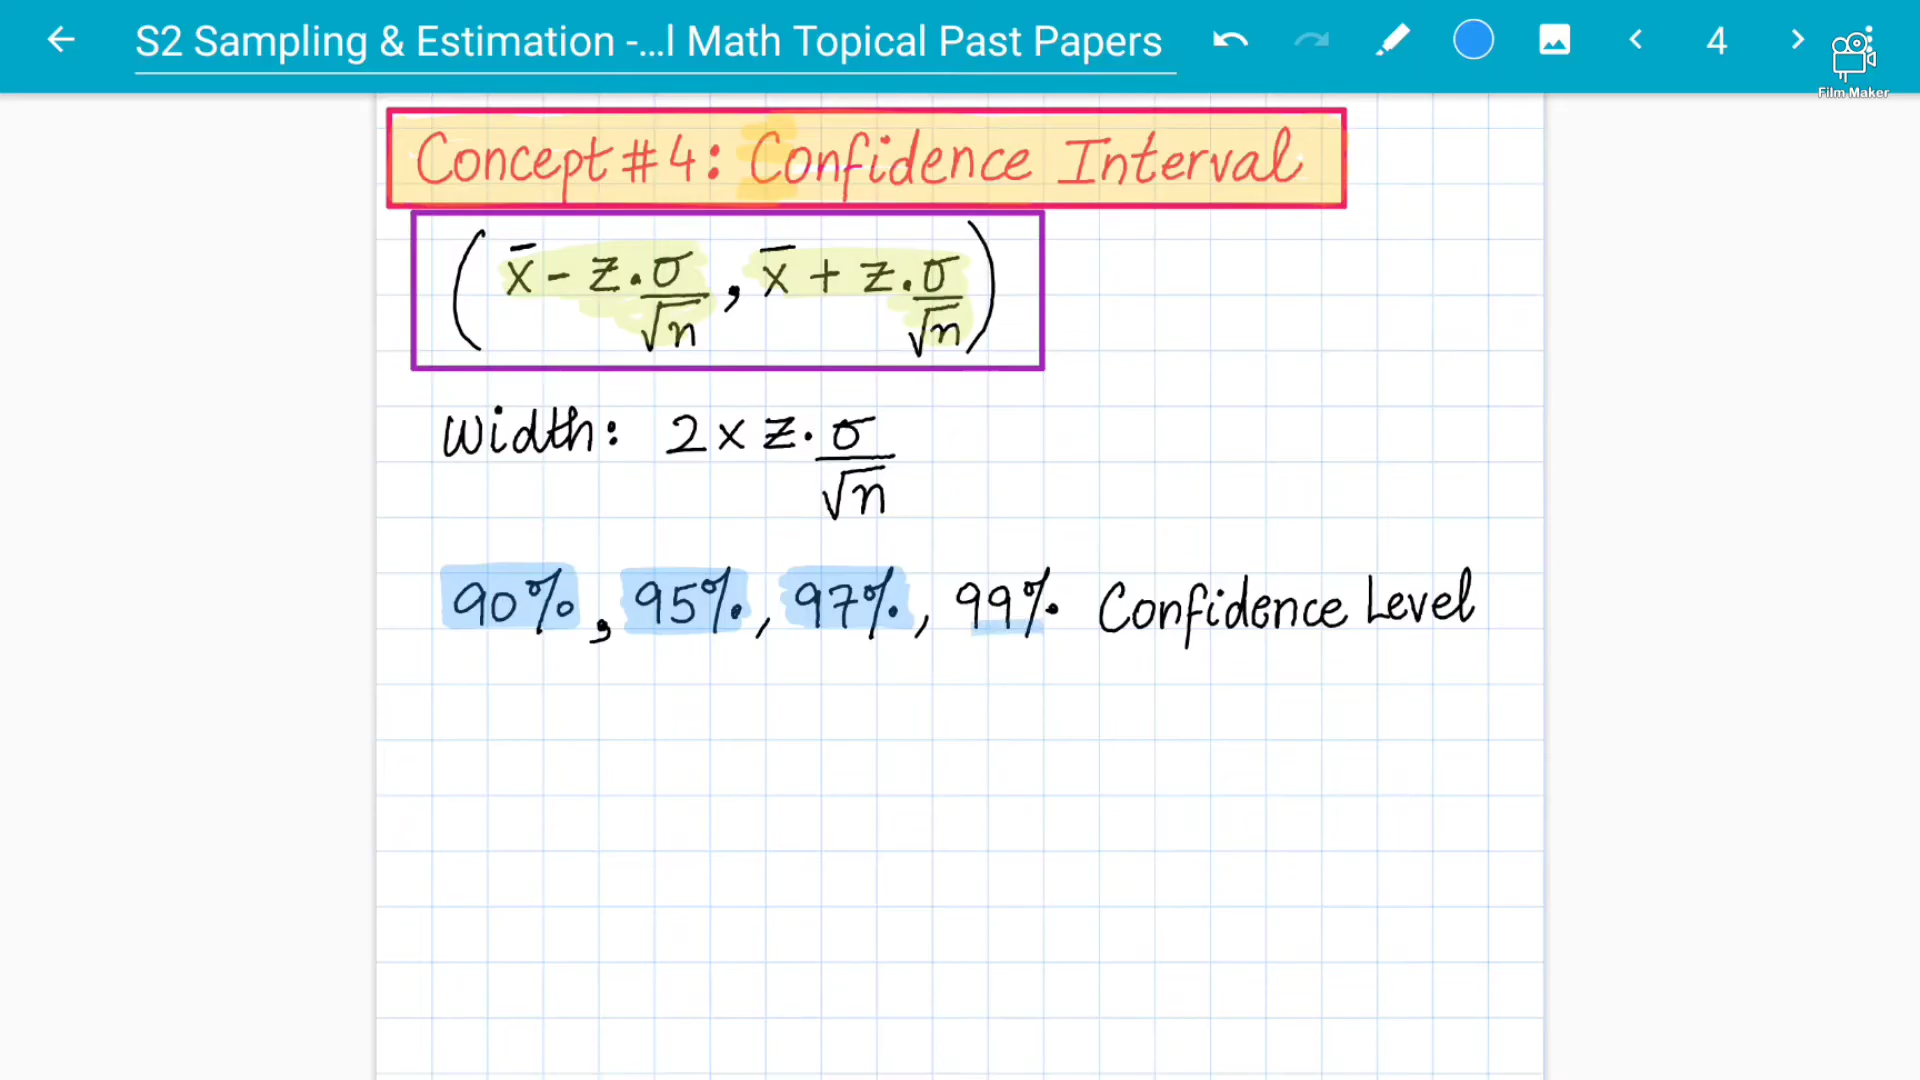 S2 Sampling & Estimation -...l Math Topical Past Papers
4
Film Maker
Concept #4: Confidence Interval
(x̄ - z.σ/√n, x̄ + z.σ/√n)
Width: 2 x z.σ/√n
90%, 95%, 97%, 99% Confidence Level